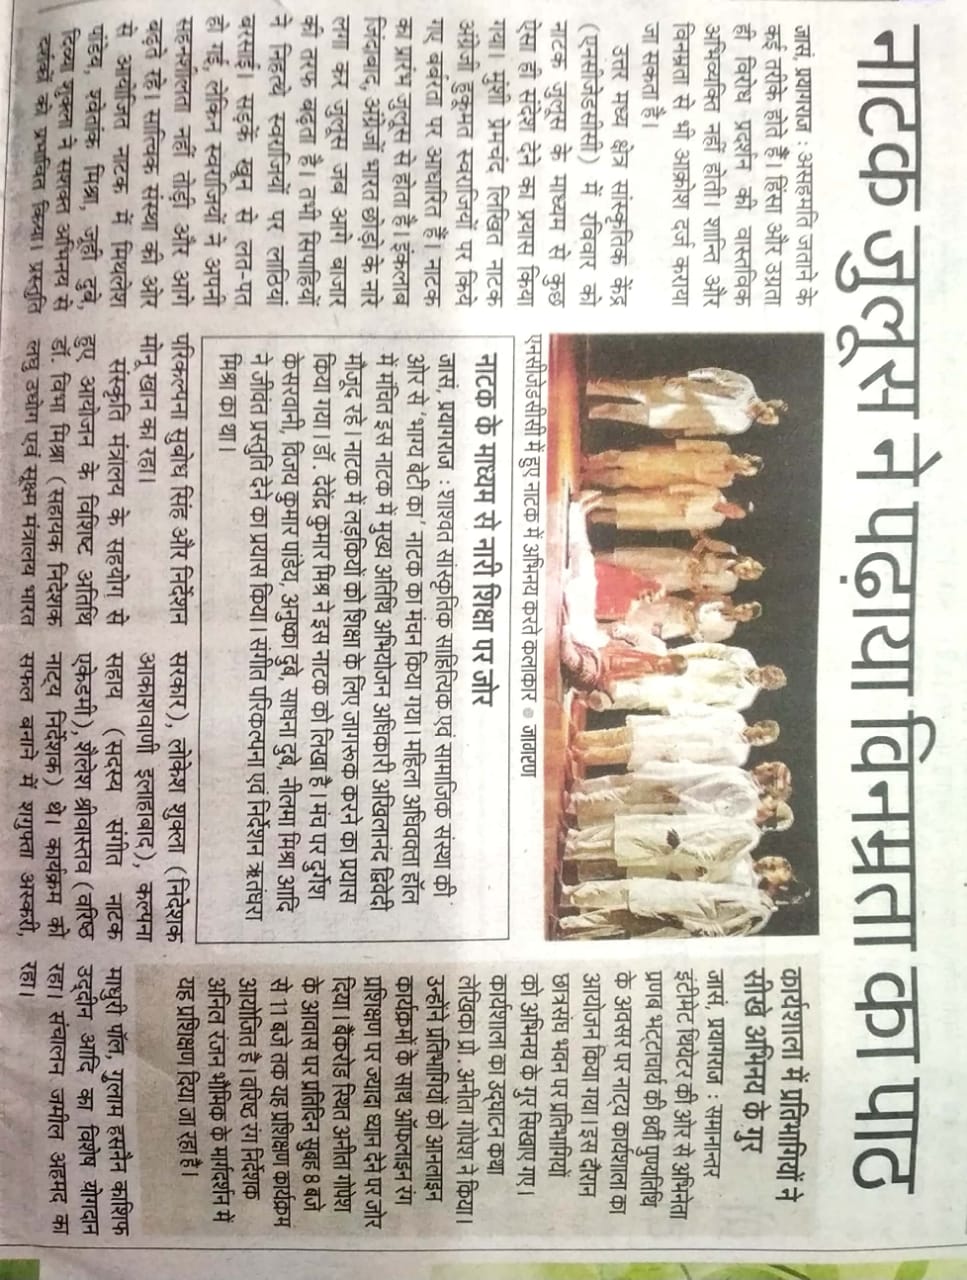 नाटक जुलूस ने पढ़ाया विनम्रता का पाठ
जासं, प्रयागराज : असहमति जताने के
कई तरीके होते हैं। हिंसा और उग्रता
ही विरोध प्रदर्शन की वास्तविक
अभिव्यक्ति नहीं होती। शान्ति और
विनम्रता से भी आक्रोश दर्ज कराया
जा सकता है।
उत्तर मध्य क्षेत्र सांस्कृतिक केंद्र
(एनसीजेडसीसी) में रविवार को
नाटक जुलूस के माध्यम से कुछ
ऐसा ही संदेश देने का प्रयास किया
गया। मुंशी प्रेमचंद लिखित नाटक
अंग्रेजी हुकूमत स्वराजियों पर किये
गए बर्बरता पर आधारित हैं। नाटक
का प्रारंभ जुलूस से होता है। इंकलाब
जिंदाबाद, अंग्रेजों भारत छोड़ो के नारे
लगा कर जुलूस जब आगे बाजार
की तरफ बढ़ता है। तभी सिपाहियों
ने निहत्थे स्वराजियों पर लाठियां
बरसाई। सड़कें खून से लत-पत
हो गई, लेकिन स्वराजियों ने अपनी
सहनशीलता नहीं तोड़ी और आगे
बढ़ते रहे। सात्विक संस्था की ओर
से आयोजित नाटक में मिथलेश
पांडेय, श्वेतांक मिश्रा, जूही दुबे,
दिव्या शुक्ला ने सशक्त अभिनय से
दर्शकों को प्रभावित किया। प्रस्तुति
एनसीजेडसीसी में हुए नाटक में अभिनय करते कलाकार ● जागरण
नाटक के माध्यम से नारी शिक्षा पर जोर
जासं, प्रयागराज : शाश्वत सांस्कृतिक साहित्यिक एवं सामाजिक संस्था की
ओर से 'भाग्य बेटी का' नाटक का मंचन किया गया। महिला अधिवक्ता हॉल
में मंचित इस नाटक में मुख्य अतिथि अभियोजन अधिकारी अखिलानंद द्विवेदी
मौजूद रहे। नाटक में लड़कियों को शिक्षा के लिए जागरूक करने का प्रयास
किया गया। डॉ. देवेंद्र कुमार मिश्र ने इस नाटक को लिखा है। मंच पर दुर्गेश
केसरवानी, विजय कुमार पांडेय, अनुष्का दुबे, साधना दुबे, नीलमा मिश्रा आदि
ने जीवंत प्रस्तुति देने का प्रयास किया। संगीत परिकल्पना एवं निर्देशन ऋतंधरा
मिश्रा का था।
परिकल्पना सुबोध सिंह और निर्देशन
मोनू खान का रहा।
संस्कृति मंत्रालय के सहयोग से
हुए आयोजन के विशिष्ट अतिथि
डॉ. विभा मिश्रा (सहायक निदेशक
लघु उघोग एवं सूक्ष्म मंत्रालय भारत
सरकार), लोकेश शुक्ला (निदेशक
आकाशवाणी इलाहाबाद), कल्पना
सहाय (सदस्य संगीत नाटक
एकेडमी), शैलेश श्रीवास्तव (वरिष्ठ
नाट्य निर्देशक) थे। कार्यक्रम को
सफल बनाने में शगुफ्ता अस्करी,
कार्यशाला में प्रतिभागियों ने
सीखे अभिनय के गुर
जासं, प्रयागराज : समानान्तर
इंटीमेट थियेटर की ओर से अभिनेता
प्रणब भट्टाचार्य की 8वीं पुण्यतिथि
के अवसर पर नाट्य कार्यशाला का
आयोजन किया गया। इस दौरान
छात्रसंघ भवन पर प्रतिभागियों
को अभिनय के गुर सिखाए गए।
कार्यशाला का उद्घाटन कथा
लेखिका प्रो. अनीता गोपेश ने किया।
उन्होंने प्रतिभागियों को आनलाइन
कार्यक्रमों के साथ ऑफलाइन रंग
प्रशिक्षण पर ज्यादा ध्यान देने पर जोर
दिया। बैंकरोड स्थित अनीता गोपेश
के आवास पर प्रतिदिन सुबह 8 बजे
से 11 बजे तक यह प्रशिक्षण कार्यक्रम
आयोजित है। वरिष्ठ रंग निर्देशक
अनिल रंजन भौमिक के मार्गदर्शन में
यह प्रशिक्षण दिया जा रहा है।
माधुरी पॉल, गुलाम हसनैन काशिफ
उद्दीन आदि का विशेष योगदान
रहा। संचालन जमील अहमद का
रहा।